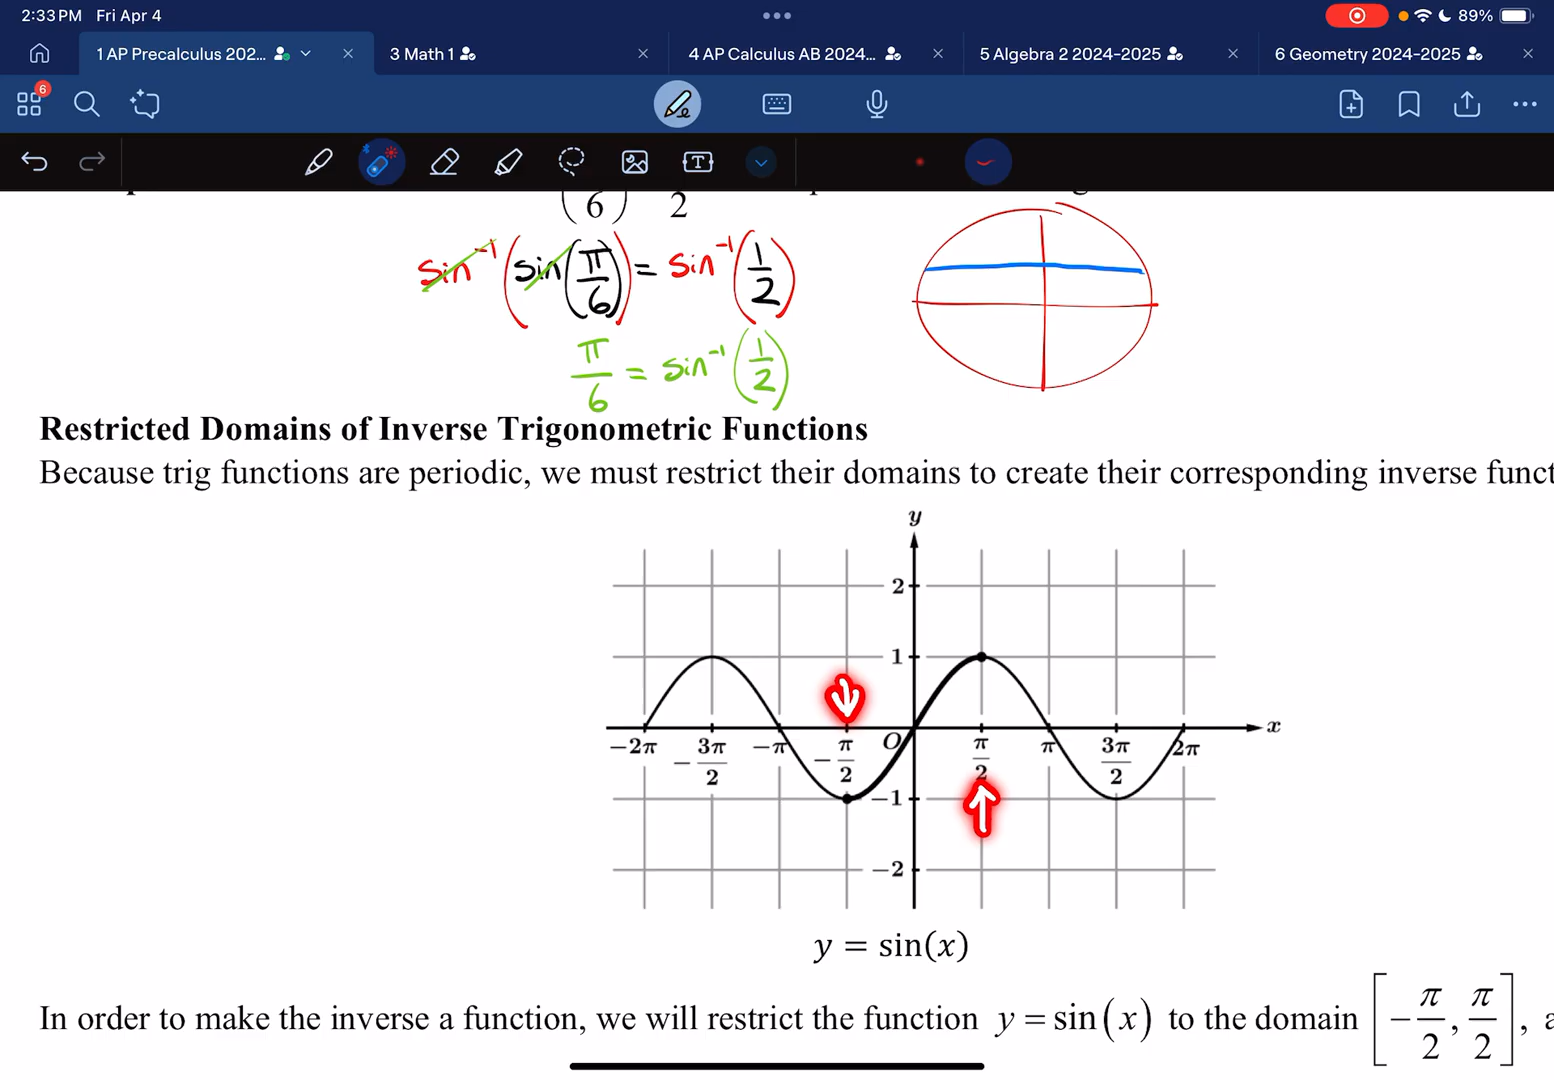 2:33 PM Fri Apr 4
89%
1 AP Precalculus 202...
3 Math 1
4 AP Calculus AB 2024...
5 Algebra 2 2024-2025
6 Geometry 2024-2025
6
T
(6) 2
sin⁻¹(sin(π/6)) = sin⁻¹(1/2)
π/6 = sin⁻¹(1/2)
Restricted Domains of Inverse Trigonometric Functions
Because trig functions are periodic, we must restrict their domains to create their corresponding inverse funct
y
2
1
−2π −3π/2 −π −π/2 O π/2 π 3π/2 2π x
−1
−2
y = sin(x)
In order to make the inverse a function, we will restrict the function y = sin(x) to the domain [−π/2, π/2],